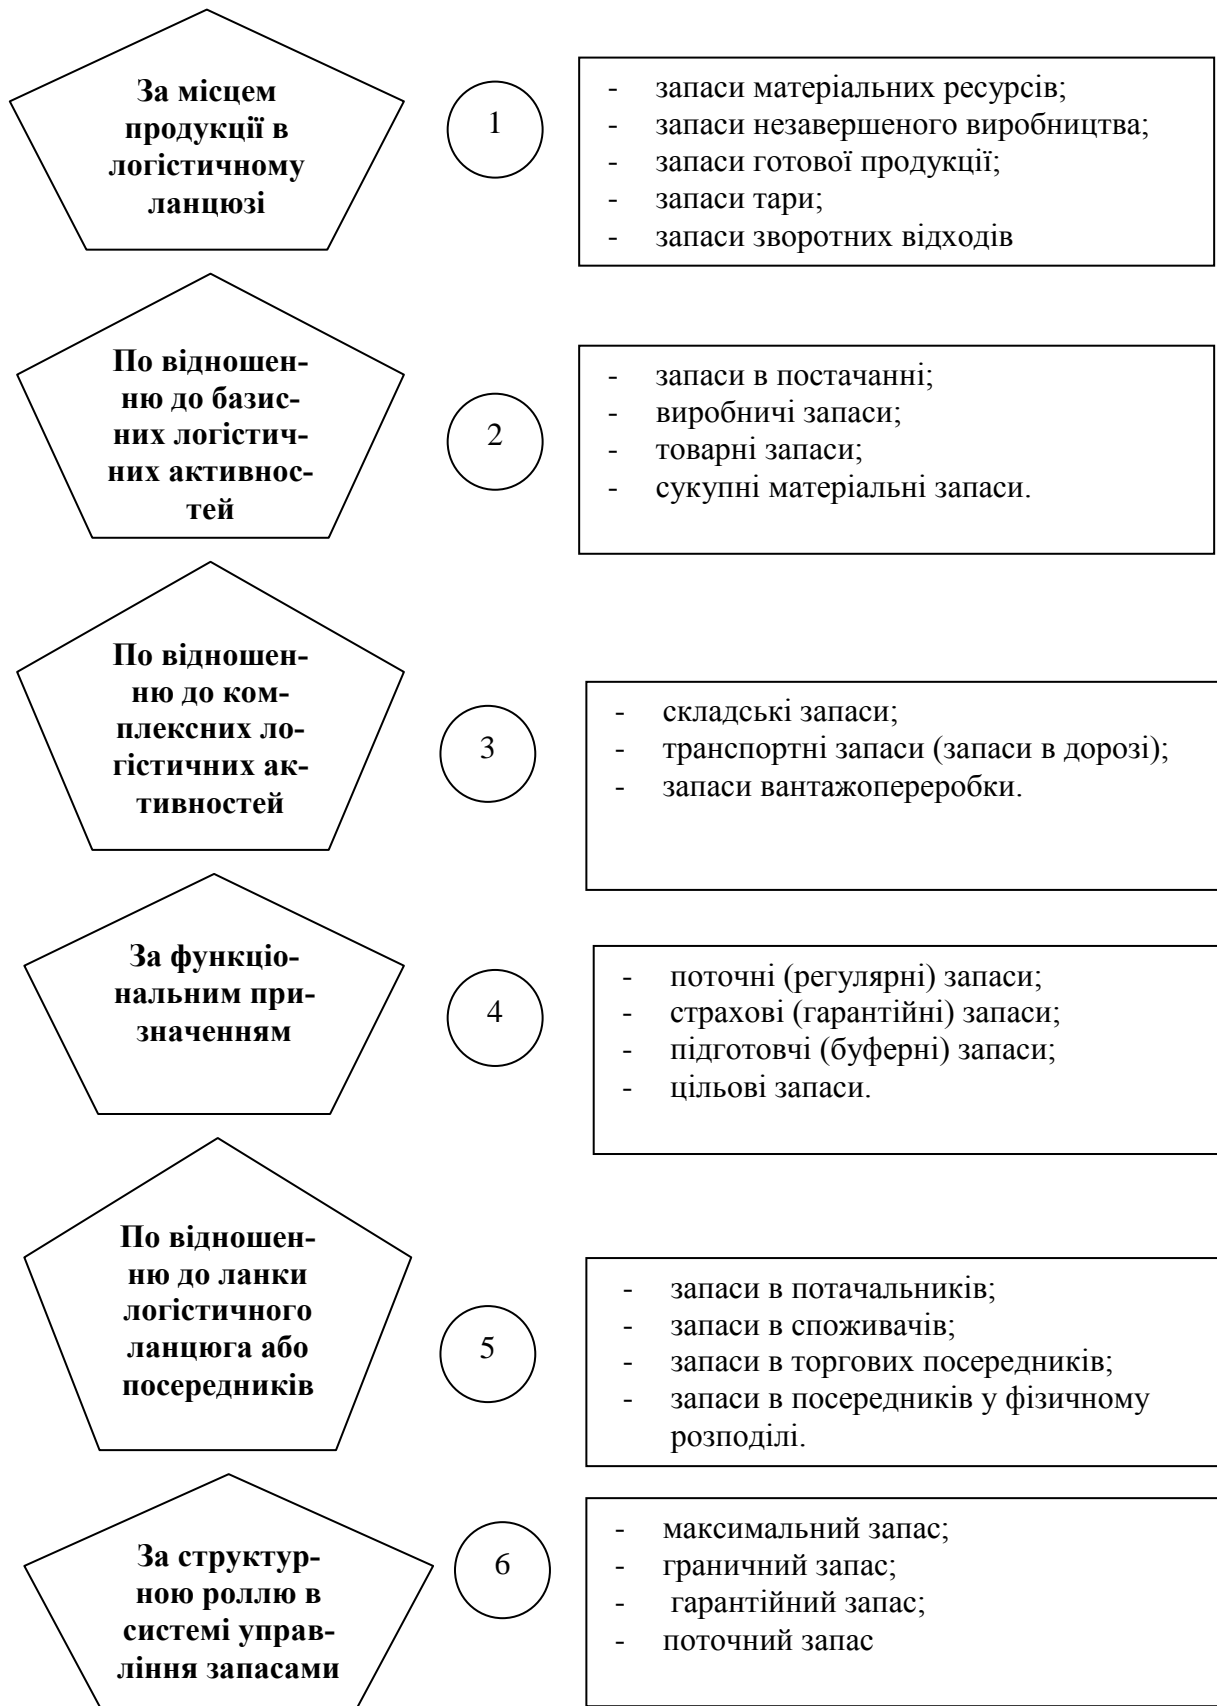 За місцем
продукції в
логістичному
ланцюзі
1
- запаси матеріальних ресурсів;
- запаси незавершеного виробництва;
- запаси готової продукції;
- запаси тари;
- запаси зворотних відходів
По відношен-
ню до базис-
них логістич-
них активнос-
тей
2
- запаси в постачанні;
- виробничі запаси;
- товарні запаси;
- сукупні матеріальні запаси.
По відношен-
ню до ком-
плексних ло-
гістичних ак-
тивностей
3
- складські запаси;
- транспортні запаси (запаси в дорозі);
- запаси вантажопереробки.
За функціо-
нальним при-
значенням
4
- поточні (регулярні) запаси;
- страхові (гарантійні) запаси;
- підготовчі (буферні) запаси;
- цільові запаси.
По відношен-
ню до ланки
логістичного
ланцюга або
посередників
5
- запаси в потачальників;
- запаси в споживачів;
- запаси в торгових посередників;
- запаси в посередників у фізичному
розподілі.
За структур-
ною роллю в
системі управ-
ління запасами
6
- максимальний запас;
- граничний запас;
- гарантійний запас;
- поточний запас